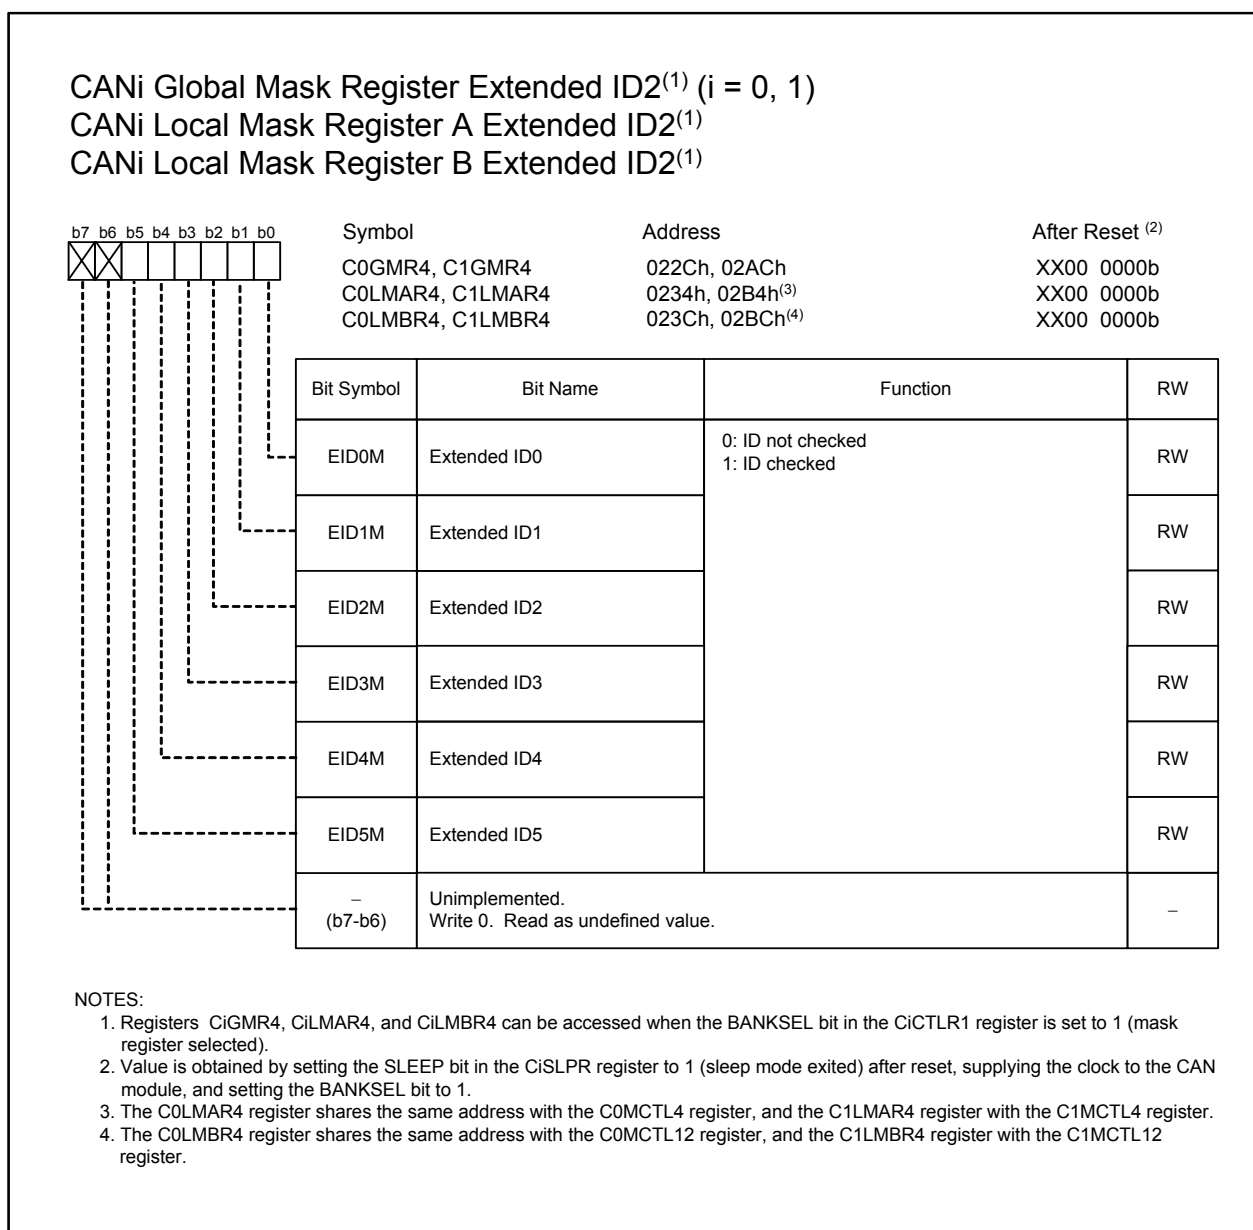 CANi Global Mask Register Extended ID2(1) (i = 0, 1)
CANi Local Mask Register A Extended ID2(1)
CANi Local Mask Register B Extended ID2(1)
b7 b6 b5 b4 b3 b2 b1 b0
Symbol Address After Reset (2)
C0GMR4, C1GMR4 022Ch, 02ACh XX00 0000b
C0LMAR4, C1LMAR4 0234h, 02B4h(3) XX00 0000b
C0LMBR4, C1LMBR4 023Ch, 02BCh(4) XX00 0000b
Bit Symbol Bit Name Function RW
EID0M Extended ID0 0: ID not checked RW
1: ID checked
EID1M Extended ID1 RW
EID2M Extended ID2 RW
EID3M Extended ID3 RW
EID4M Extended ID4 RW
EID5M Extended ID5 RW
– Unimplemented. –
(b7-b6) Write 0. Read as undefined value.
NOTES:
1. Registers CiGMR4, CiLMAR4, and CiLMBR4 can be accessed when the BANKSEL bit in the CiCTLR1 register is set to 1 (mask
register selected).
2. Value is obtained by setting the SLEEP bit in the CiSLPR register to 1 (sleep mode exited) after reset, supplying the clock to the CAN
module, and setting the BANKSEL bit to 1.
3. The C0LMAR4 register shares the same address with the C0MCTL4 register, and the C1LMAR4 register with the C1MCTL4 register.
4. The C0LMBR4 register shares the same address with the C0MCTL12 register, and the C1LMBR4 register with the C1MCTL12
register.